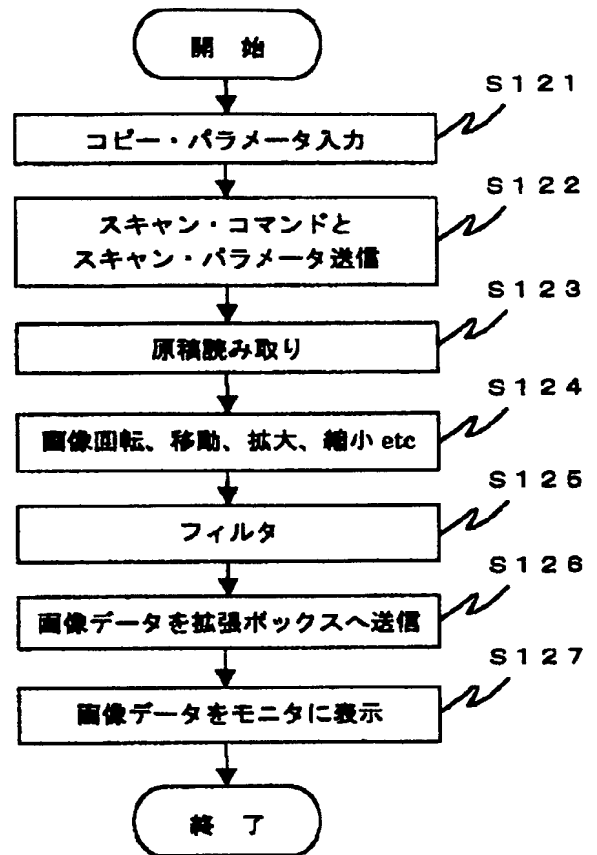 開 始
S121
コピー・パラメータ入力
S122
スキャン・コマンドと
スキャン・パラメータ送信
S123
原稿読み取り
S124
画像回転、移動、拡大、縮小 etc
S125
フィルタ
S126
画像データを拡張ボックスへ送信
S127
画像データをモニタに表示
終 了